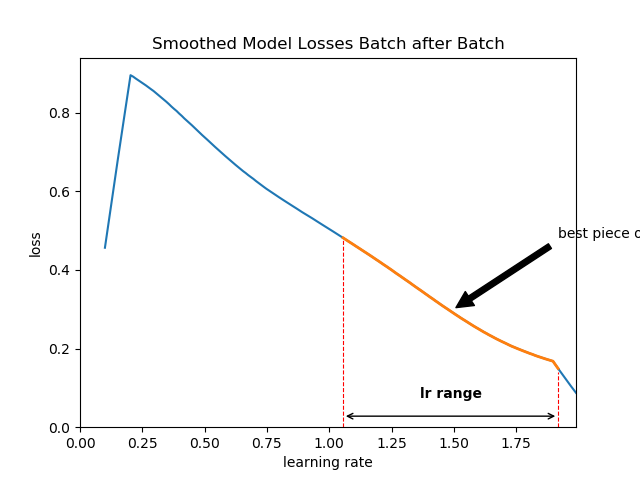 Smoothed Model Losses Batch after Batch
0.8
0.6
0.4
0.2
0.0
loss
best piece
lr range
0.00 0.25 0.50 0.75 1.00 1.25 1.50 1.75
learning rate